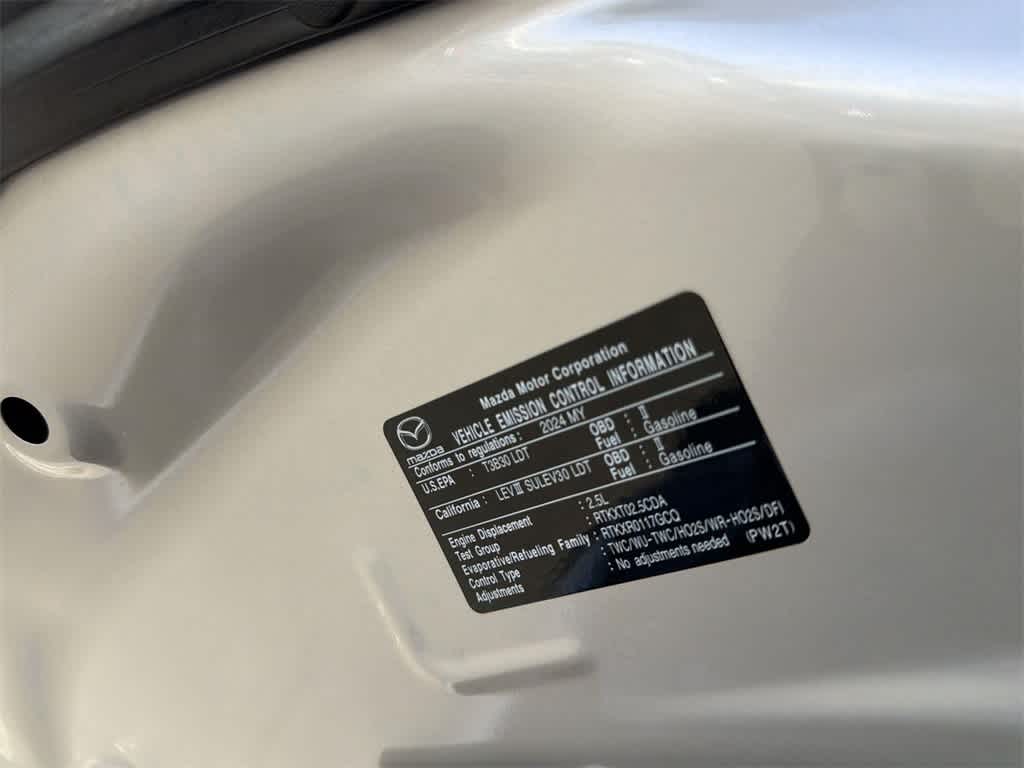 Mazda Motor Corporation
mazda VEHICLE EMISSION CONTROL INFORMATION
Conforms to regulations: 2024 MY
U.S.EPA : T3B30 LDT OBD : II
Fuel : Gasoline
California : LEVIII SULEV30 LDT OBD : II
Fuel : Gasoline
Engine Displacement : 2.5L
Test Group : RTKXT02.5CDA
Evaporative/Refueling Family : RTKXR0117GCQ
Control Type : TWC/WU-TWC/HO2S/WR-HO2S/DFI
Adjustments : No adjustments needed (PW2T)